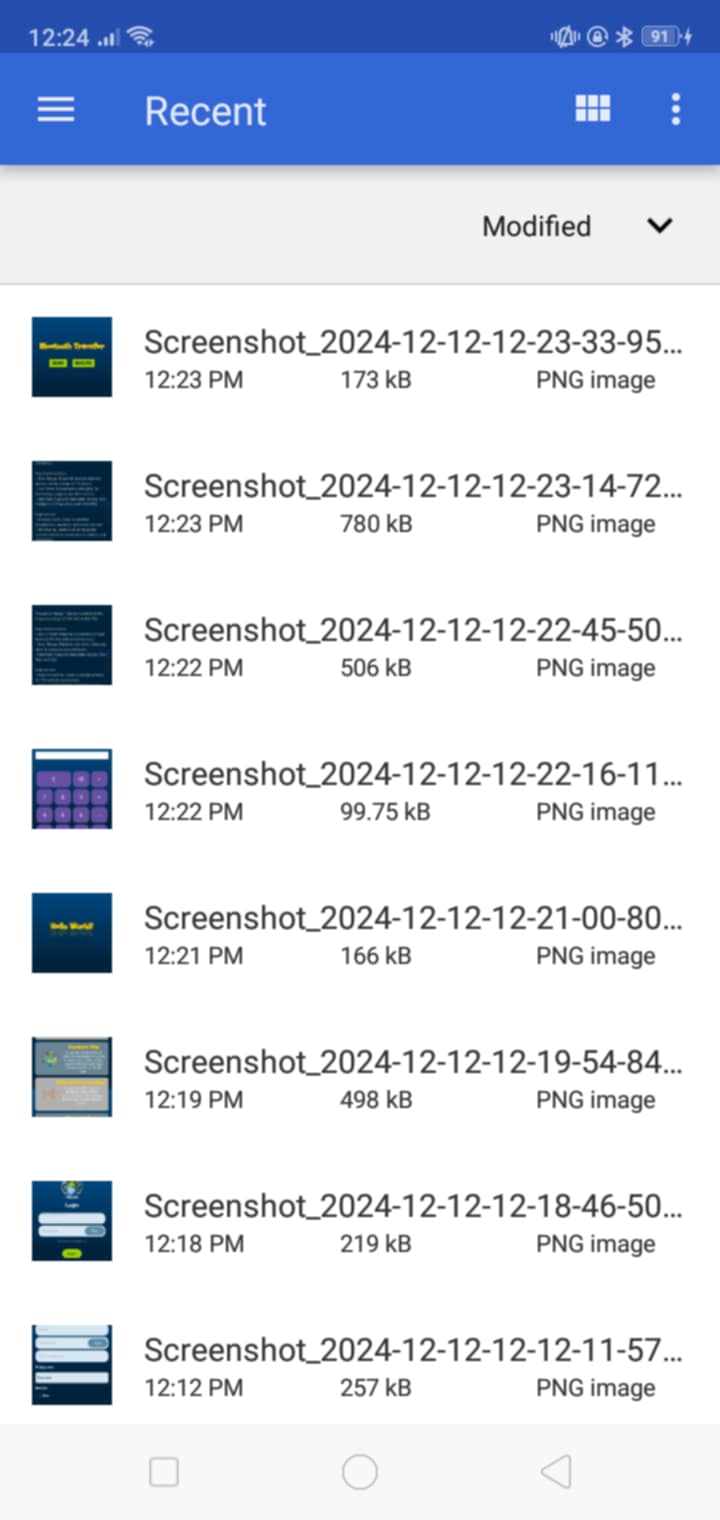 12:24
91
Recent
Modified
Screenshot_2024-12-12-12-23-33-95...
12:23 PM 173 kB PNG image
Screenshot_2024-12-12-12-23-14-72...
12:23 PM 780 kB PNG image
Screenshot_2024-12-12-12-22-45-50...
12:22 PM 506 kB PNG image
Screenshot_2024-12-12-12-22-16-11...
12:22 PM 99.75 kB PNG image
Hello World!
Screenshot_2024-12-12-12-21-00-80...
12:21 PM 166 kB PNG image
Screenshot_2024-12-12-12-19-54-84...
12:19 PM 498 kB PNG image
Login
Screenshot_2024-12-12-12-18-46-50...
12:18 PM 219 kB PNG image
Screenshot_2024-12-12-12-12-11-57...
12:12 PM 257 kB PNG image